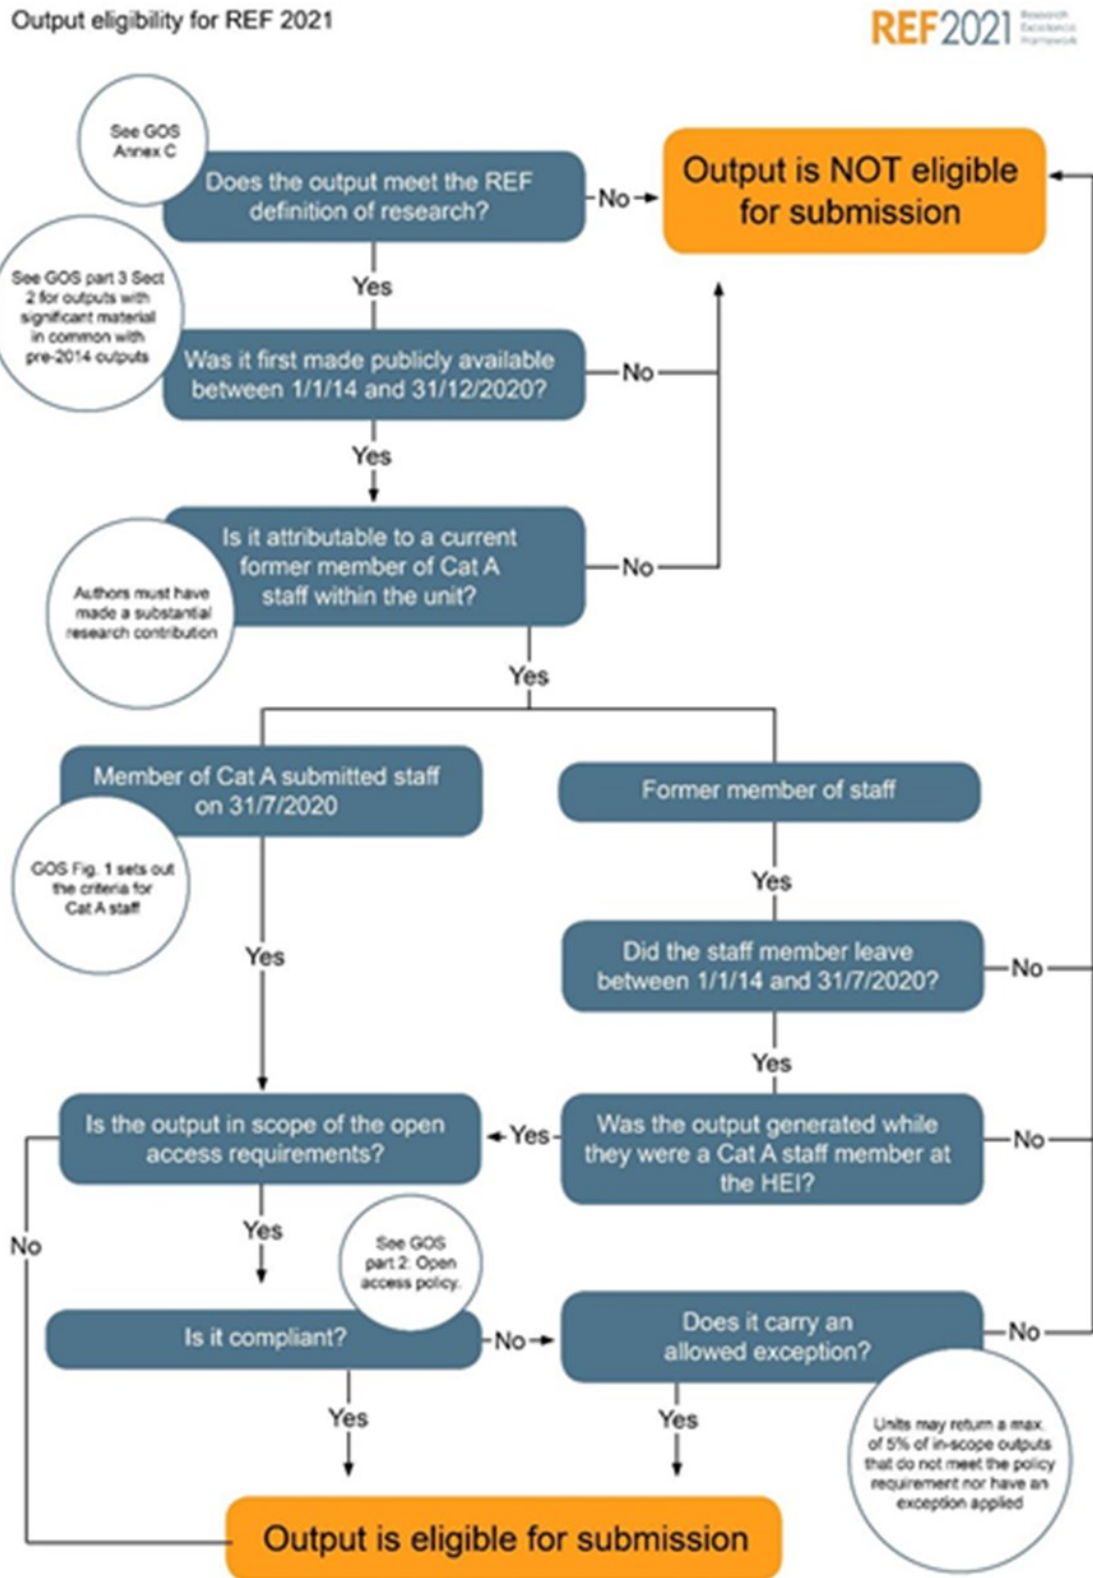 Output eligibility for REF 2021
REF2021
Research
Excellence
Framework
See GOS
Annex C
Does the output meet the REF
definition of research?
No
Output is NOT eligible
for submission
Yes
See GOS part 3 Sect
2 for outputs with
significant material
in common with
pre-2014 outputs
Was it first made publicly available
between 1/1/14 and 31/12/2020?
No
Yes
Is it attributable to a current
former member of Cat A
staff within the unit?
No
Authors must have
made a substantial
research contribution
Yes
Member of Cat A submitted staff
on 31/7/2020
Former member of staff
GOS Fig. 1 sets out
the criteria for
Cat A staff
Yes
Yes
Did the staff member leave
between 1/1/14 and 31/7/2020?
No
Yes
Is the output in scope of the open
access requirements?
Yes
Was the output generated while
they were a Cat A staff member at
the HEI?
No
No
Yes
See GOS
part 2: Open
access policy.
Is it compliant?
No
Does it carry an
allowed exception?
No
Yes
Yes
Units may return a max.
of 5% of in-scope outputs
that do not meet the policy
requirement nor have an
exception applied
Output is eligible for submission